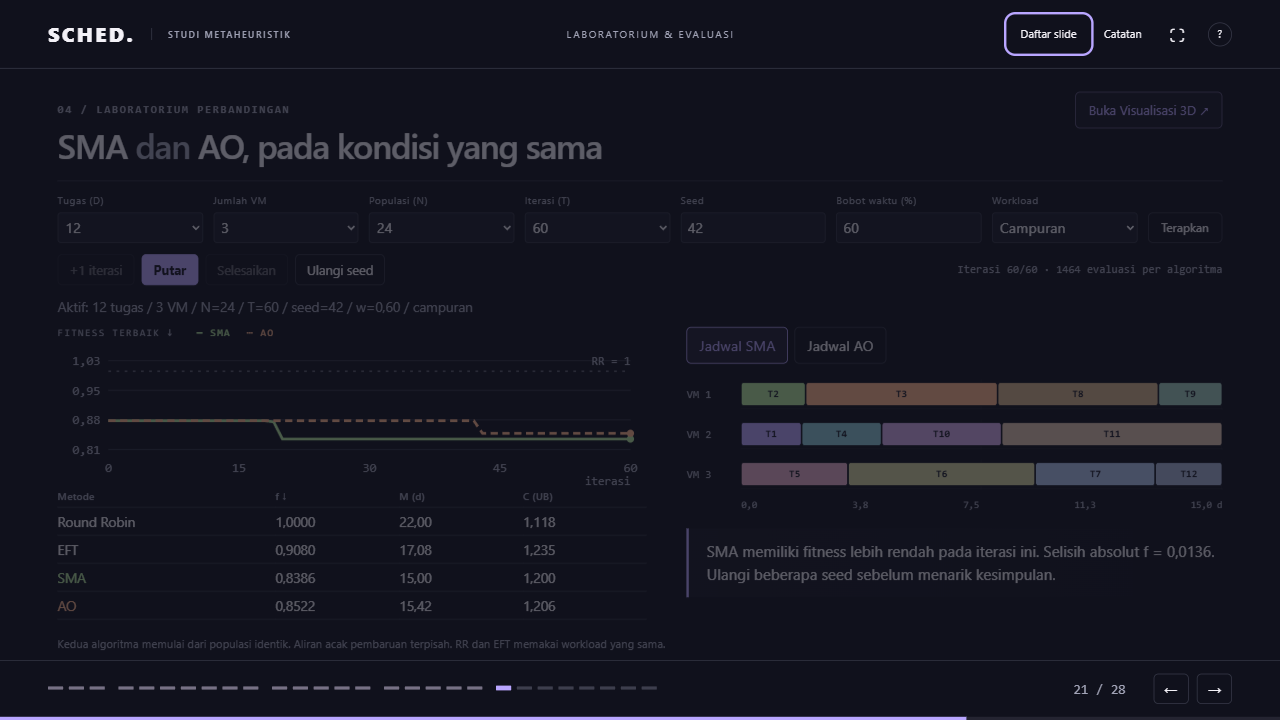 SCHED.
STUDI METAHEURISTIK
LABORATORIUM & EVALUASI
Daftar slide
Catatan
?
04 / LABORATORIUM PERBANDINGAN
Buka Visualisasi 3D ↗
SMA dan AO, pada kondisi yang sama
Tugas (D) Jumlah VM Populasi (N) Iterasi (T) Seed Bobot waktu (%) Workload
12 3 24 60 42 60 Campuran Terapkan
+1 iterasi Putar Selesaikan Ulangi seed
Iterasi 60/60 · 1464 evaluasi per algoritma
Aktif: 12 tugas / 3 VM / N=24 / T=60 / seed=42 / w=0,60 / campuran
FITNESS TERBAIK ↓ SMA AO
1,03
RR = 1
0,95
0,88
0,81
0 15 30 45 60
iterasi
Metode f↓ M (d) C (UB)
Round Robin 1,0000 22,00 1,118
EFT 0,9080 17,08 1,235
SMA 0,8386 15,00 1,200
AO 0,8522 15,42 1,206
Jadwal SMA Jadwal AO
VM 1 T2 T3 T8 T9
VM 2 T1 T4 T10 T11
VM 3 T5 T6 T7 T12
0,0 3,8 7,5 11,3 15,0 d
SMA memiliki fitness lebih rendah pada iterasi ini. Selisih absolut f = 0,0136.
Ulangi beberapa seed sebelum menarik kesimpulan.
Kedua algoritma memulai dari populasi identik. Aliran acak pembaruan terpisah. RR dan EFT memakai workload yang sama.
21 / 28
← →